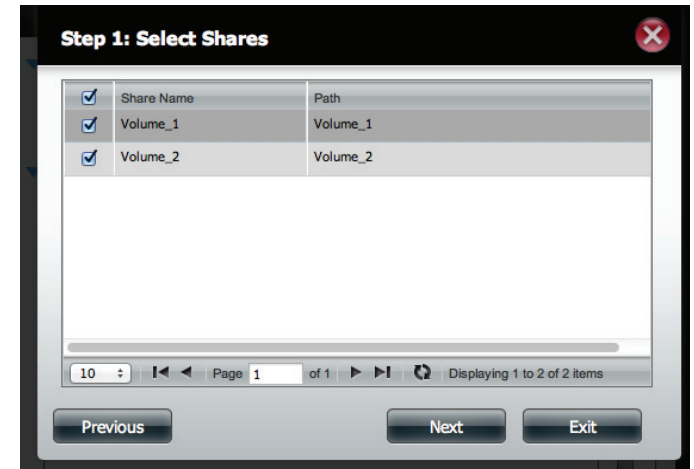 Step 1: Select Shares
Share Name Path
Volume_1 Volume_1
Volume_2 Volume_2
10 Page 1 of 1 Displaying 1 to 2 of 2 items
Previous Next Exit